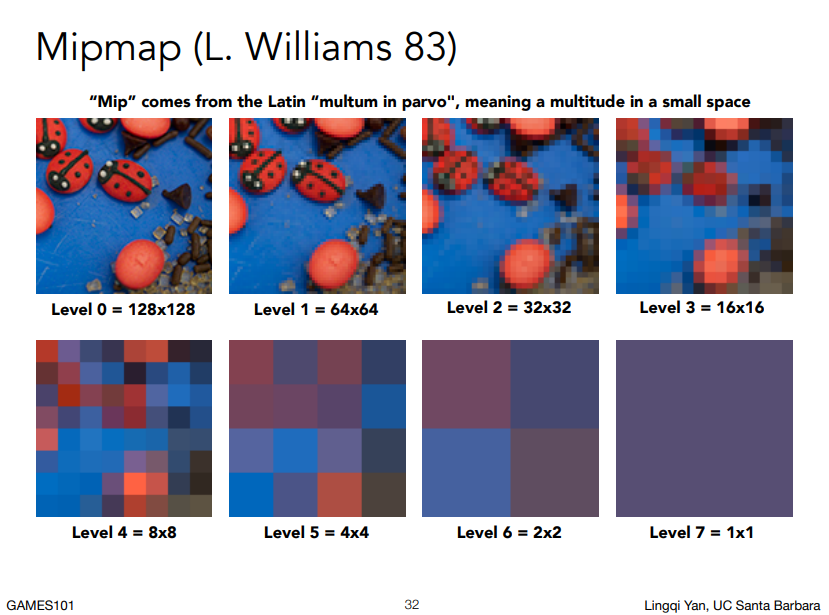 Mipmap (L. Williams 83)
“Mip” comes from the Latin “multum in parvo", meaning a multitude in a small space
Level 0 = 128x128
Level 1 = 64x64
Level 2 = 32x32
Level 3 = 16x16
Level 4 = 8x8
Level 5 = 4x4
Level 6 = 2x2
Level 7 = 1x1
GAMES101
32
Lingqi Yan, UC Santa Barbara